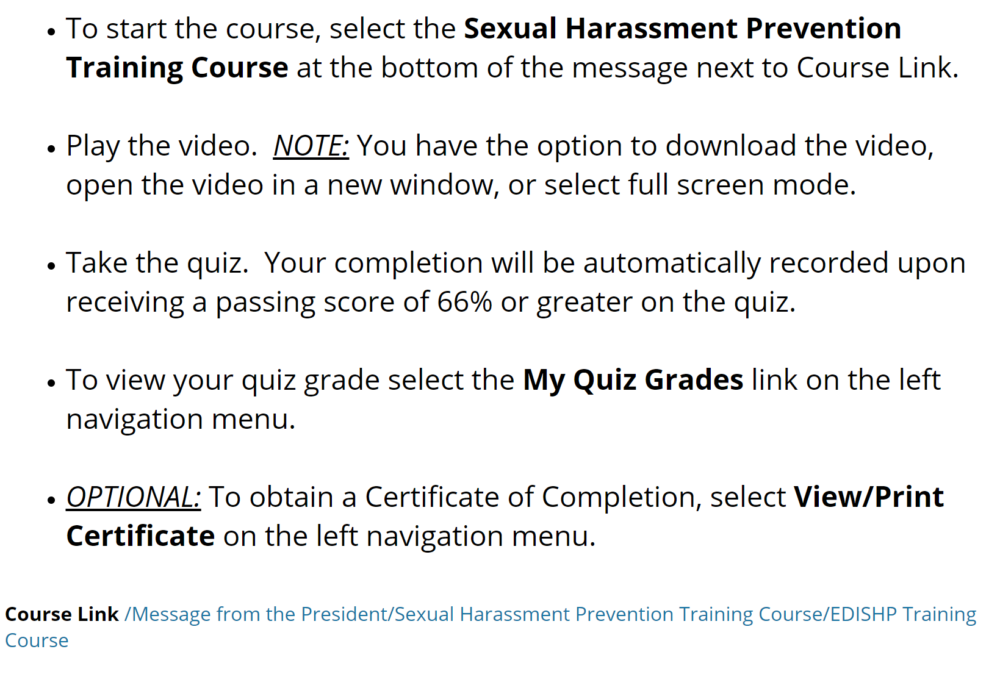 • To start the course, select the Sexual Harassment Prevention
Training Course at the bottom of the message next to Course Link.
• Play the video.  NOTE: You have the option to download the video,
open the video in a new window, or select full screen mode.
• Take the quiz.  Your completion will be automatically recorded upon
receiving a passing score of 66% or greater on the quiz.
• To view your quiz grade select the My Quiz Grades link on the left
navigation menu.
• OPTIONAL: To obtain a Certificate of Completion, select View/Print
Certificate on the left navigation menu.
Course Link /Message from the President/Sexual Harassment Prevention Training Course/EDISHP Training
Course